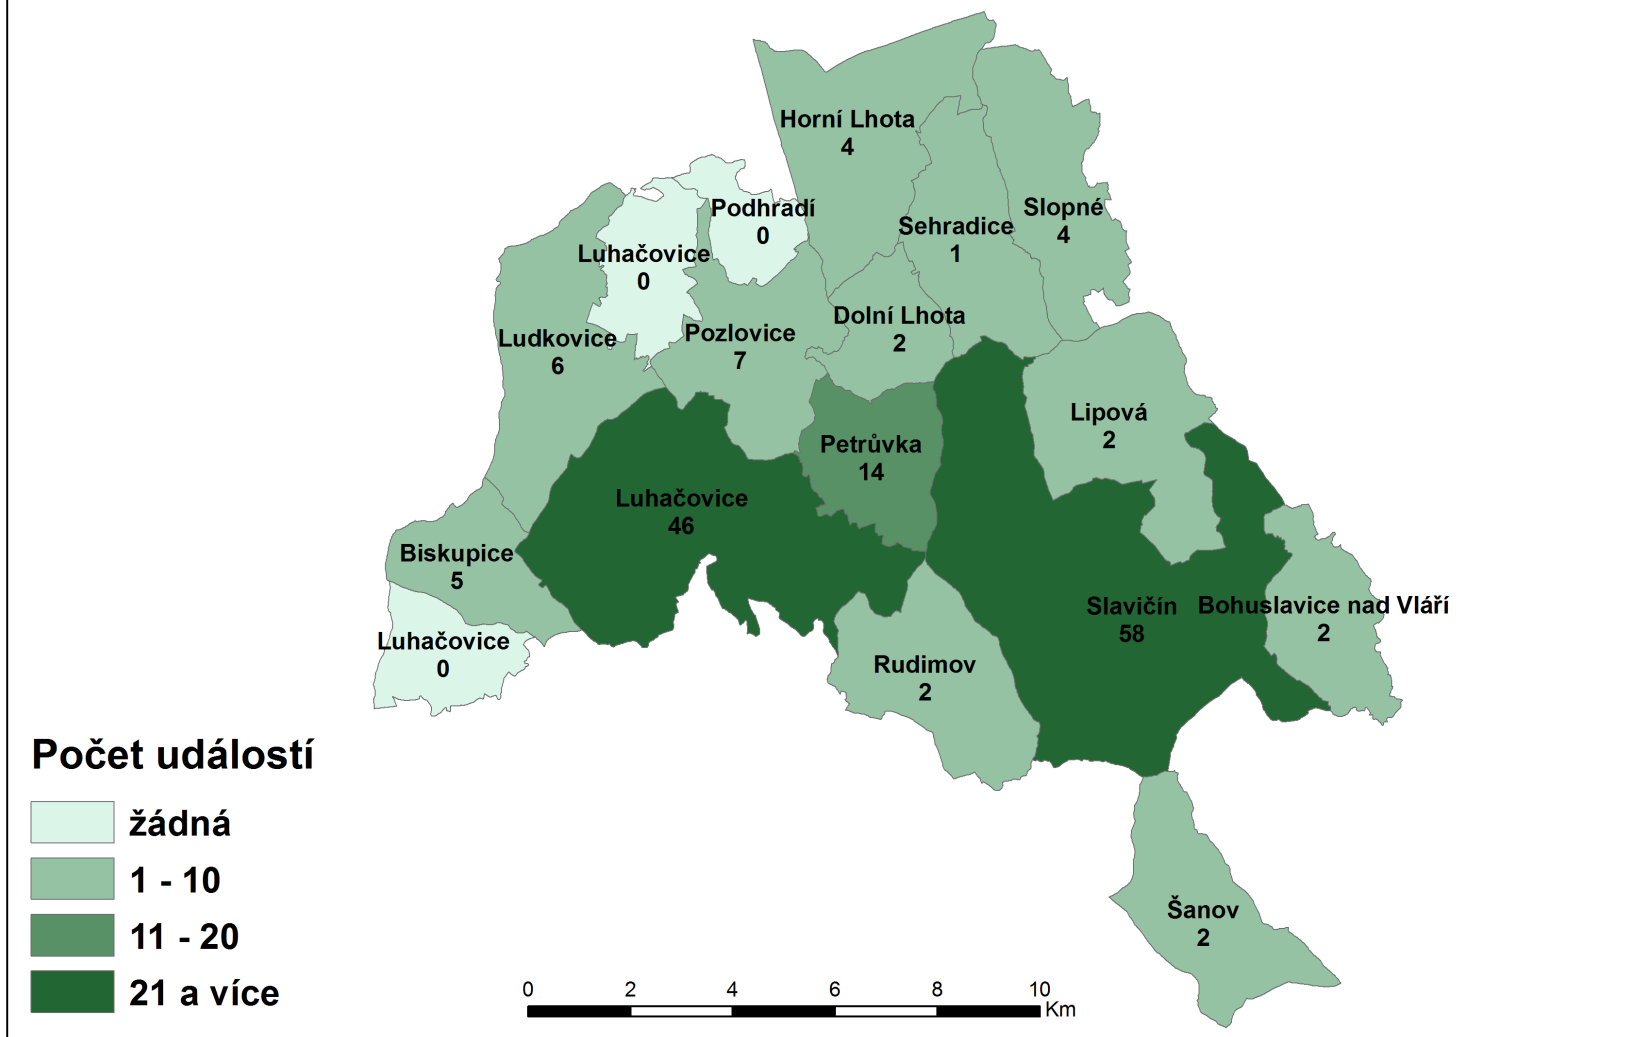 Horní Lhota
4
Podhradí
0
Slopné
4
Sehradice
1
Luhačovice
0
Dolní Lhota
2
Ludkovice
6
Pozlovice
7
Lipová
2
Petrůvka
14
Luhačovice
46
Biskupice
5
Slavičín
58
Bohuslavice nad Vláří
2
Luhačovice
0
Rudimov
2
Šanov
2
Počet událostí
žádná
1 - 10
11 - 20
21 a více
0 2 4 6 8 10
Km